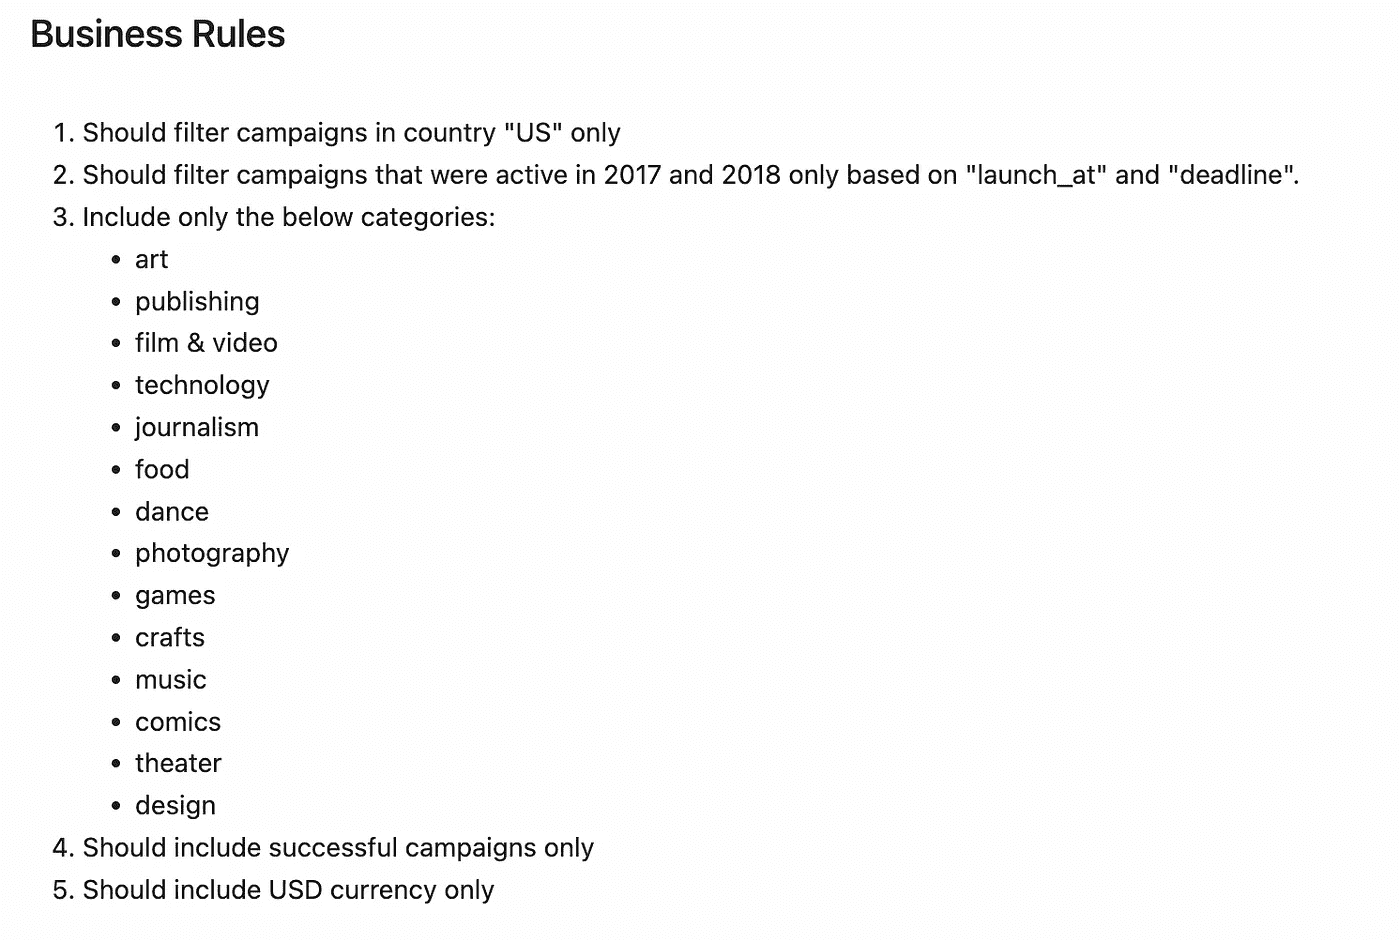 Business Rules
1. Should filter campaigns in country "US" only
2. Should filter campaigns that were active in 2017 and 2018 only based on "launch_at" and "deadline".
3. Include only the below categories:
• art
• publishing
• film & video
• technology
• journalism
• food
• dance
• photography
• games
• crafts
• music
• comics
• theater
• design
4. Should include successful campaigns only
5. Should include USD currency only